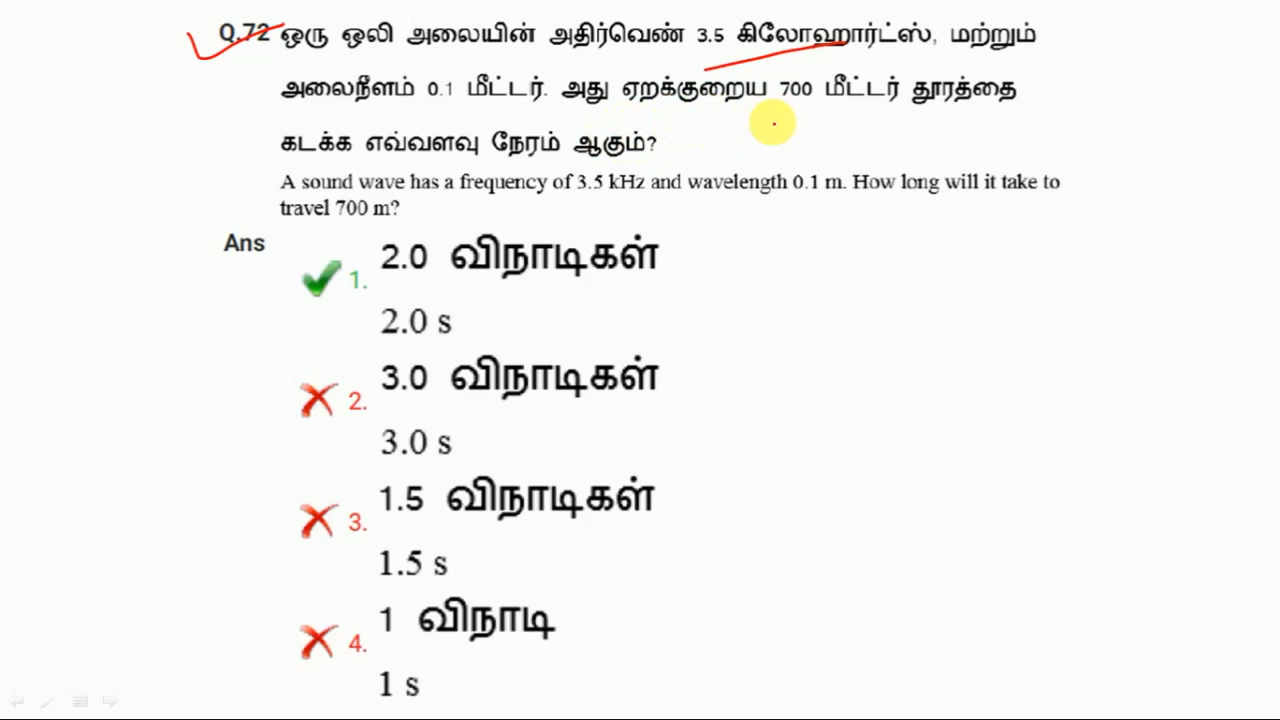 Q.72 ஒரு ஒலி அலையின் அதிர்வெண் 3.5 கிலோஹார்ட்ஸ், மற்றும்
அலைநீளம் 0.1 மீட்டர். அது ஏறக்குறைய 700 மீட்டர் தூரத்தை
கடக்க எவ்வளவு நேரம் ஆகும்?
A sound wave has a frequency of 3.5 kHz and wavelength 0.1 m. How long will it take to
travel 700 m?
Ans
1. 2.0 விநாடிகள்
2.0 s
2. 3.0 விநாடிகள்
3.0 s
3. 1.5 விநாடிகள்
1.5 s
4. 1 விநாடி
1 s